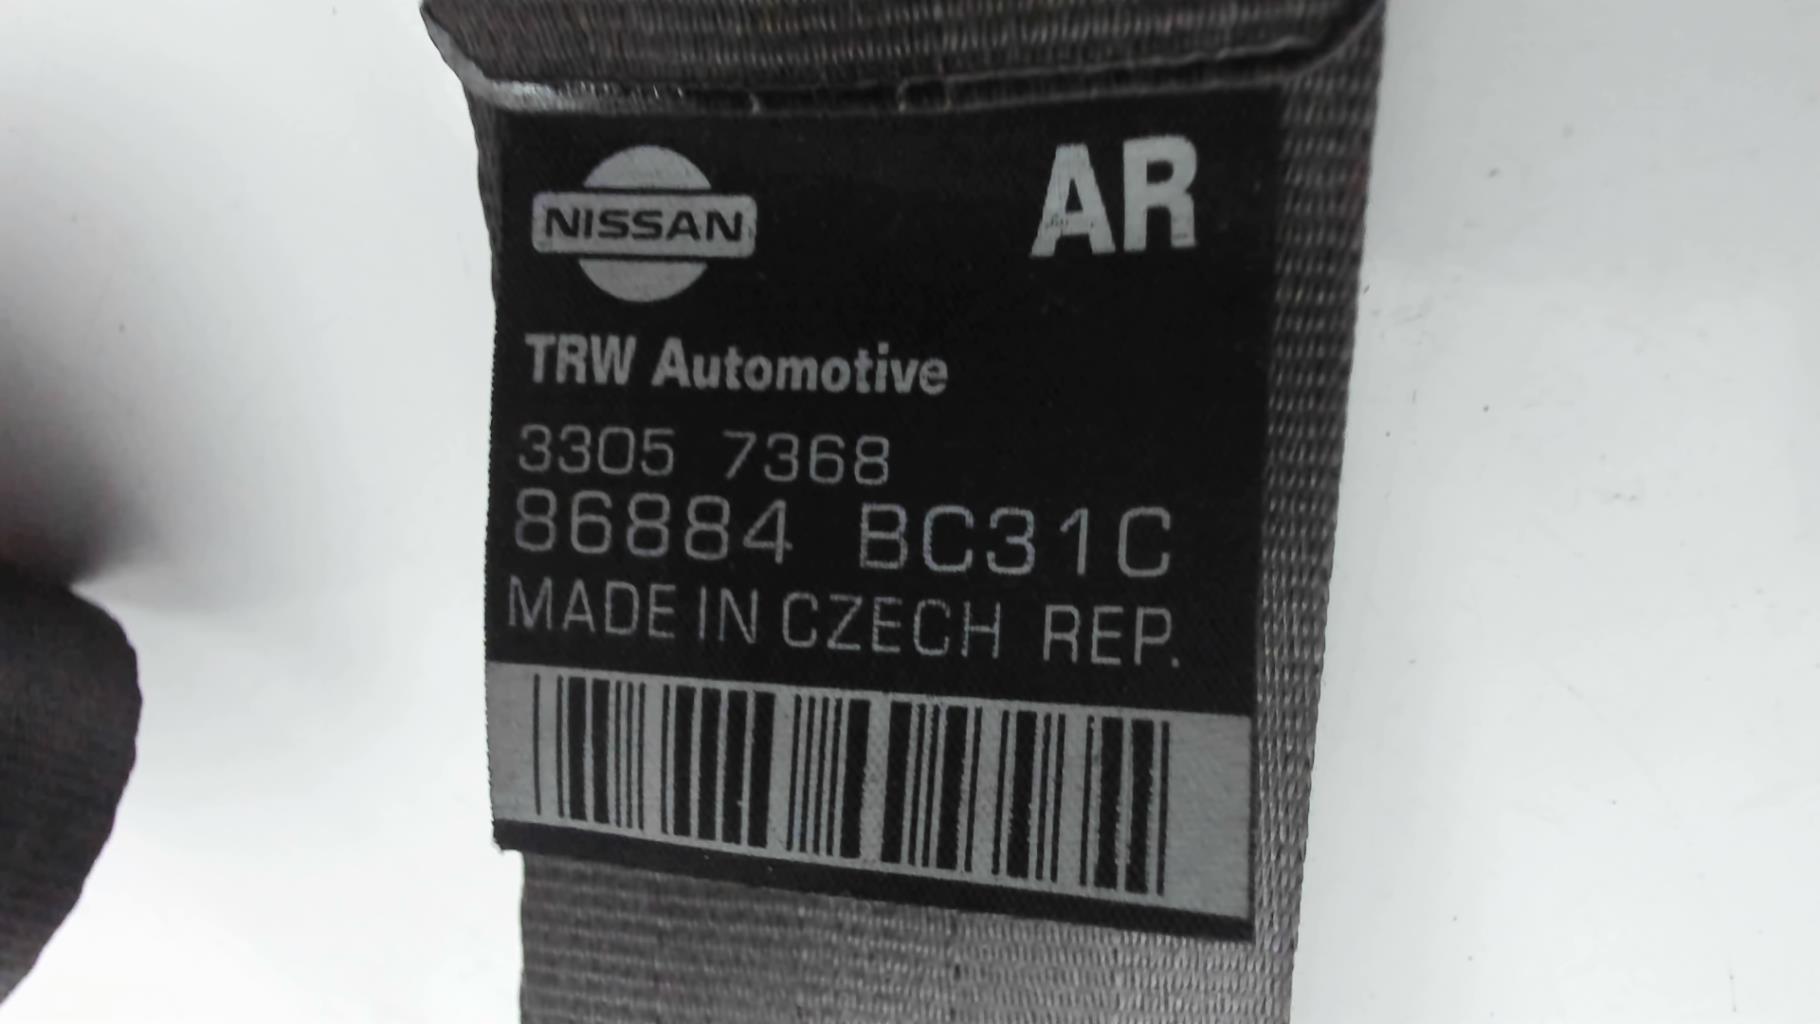 NISSAN
AR
TRW Automotive
3305 7368
86884 BC31C
MADE IN CZECH REP.